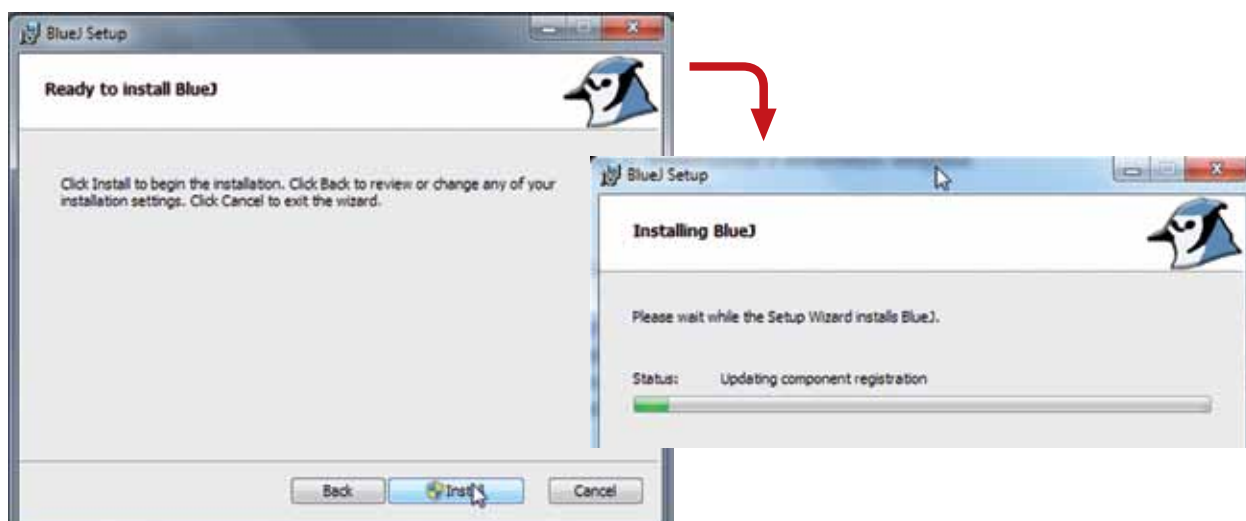 BlueJ Setup
Ready to install BlueJ
Click Install to begin the installation. Click Back to review or change any of your
installation settings. Click Cancel to exit the wizard.
Back
Cancel
BlueJ Setup
Installing BlueJ
Please wait while the Setup Wizard installs BlueJ.
Status: Updating component registration